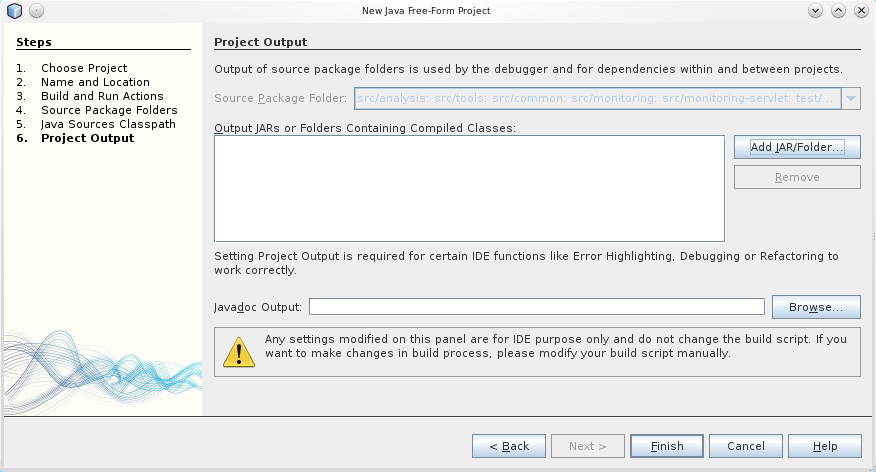 New Java Free-Form Project
Steps
1. Choose Project
2. Name and Location
3. Build and Run Actions
4. Source Package Folders
5. Java Sources Classpath
6. Project Output
Project Output
Output of source package folders is used by the debugger and for dependencies within and between projects.
Source Package Folder: src/analysis: src/tools: src/common: src/monitoring: src/monitoring-servlet: test/...
Output JARs or Folders Containing Compiled Classes:
Add JAR/Folder...
Remove
Setting Project Output is required for certain IDE functions like Error Highlighting, Debugging or Refactoring to
work correctly.
Javadoc Output:
Browse...
Any settings modified on this panel are for IDE purpose only and do not change the build script. If you
want to make changes in build process, please modify your build script manually.
< Back Next > Finish Cancel Help